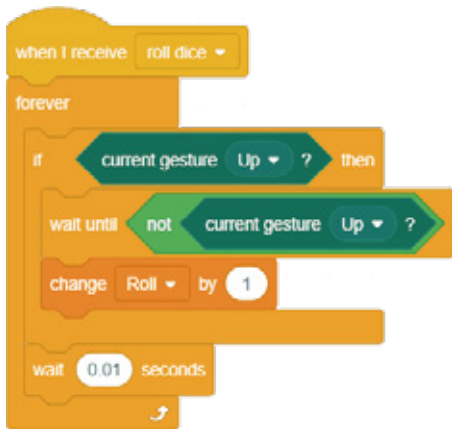 when I receive roll dice
forever
if current gesture Up ? then
wait until not current gesture Up ?
change Roll by 1
wait 0.01 seconds